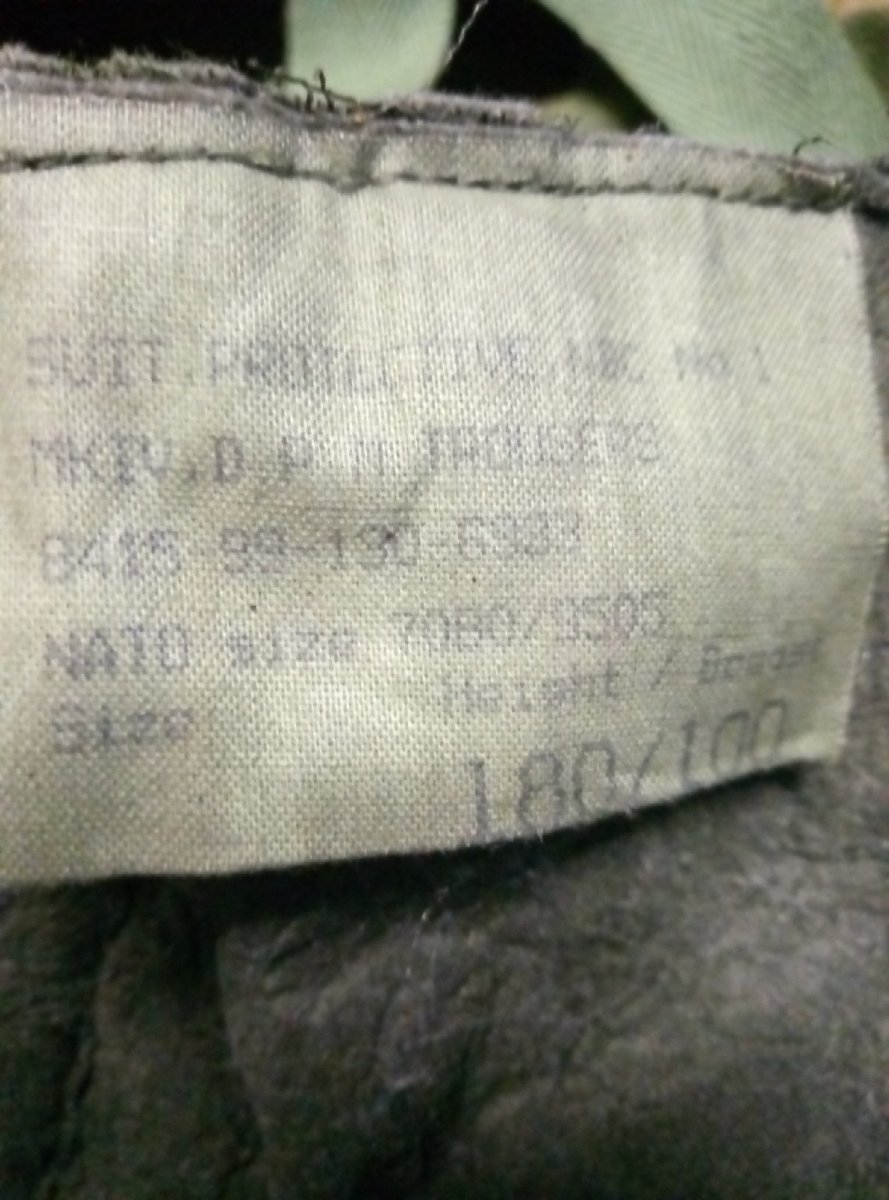 SUIT, PROTECTIVE NBC No 1
MKIV, D P M TROUSERS
8415 99-130-6932
NATO size 7080/9505
Height / Breast
Size
180/100